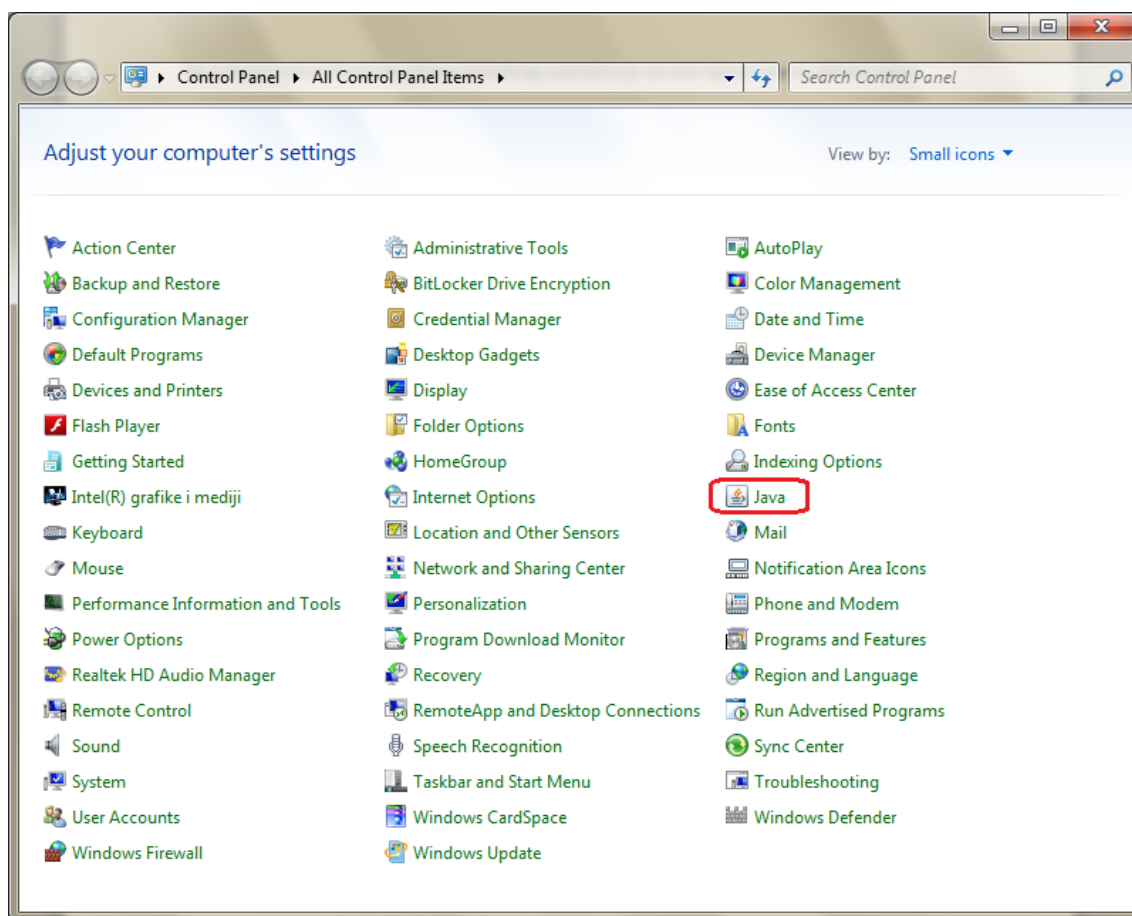 Control Panel All Control Panel Items Search Control Panel
Adjust your computer's settings View by: Small icons
Action Center Administrative Tools AutoPlay
Backup and Restore BitLocker Drive Encryption Color Management
Configuration Manager Credential Manager Date and Time
Default Programs Desktop Gadgets Device Manager
Devices and Printers Display Ease of Access Center
Flash Player Folder Options Fonts
Getting Started HomeGroup Indexing Options
Intel(R) grafike i mediji Internet Options Java
Keyboard Location and Other Sensors Mail
Mouse Network and Sharing Center Notification Area Icons
Performance Information and Tools Personalization Phone and Modem
Power Options Program Download Monitor Programs and Features
Realtek HD Audio Manager Recovery Region and Language
Remote Control RemoteApp and Desktop Connections Run Advertised Programs
Sound Speech Recognition Sync Center
System Taskbar and Start Menu Troubleshooting
User Accounts Windows CardSpace Windows Defender
Windows Firewall Windows Update